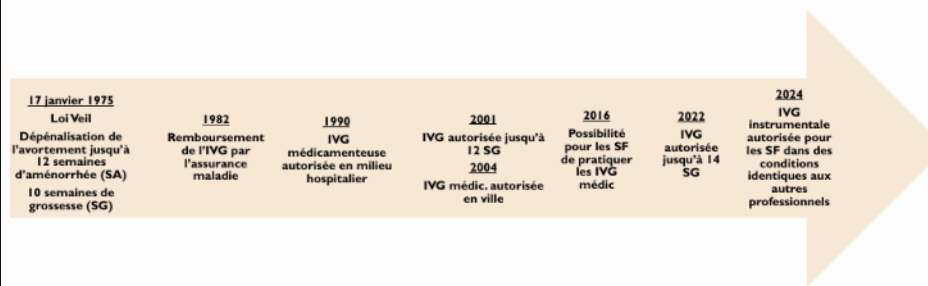 17 janvier 1975
Loi Veil
Dépénalisation de
l'avortement jusqu'à
12 semaines
d'aménorrhée (SA)
10 semaines de
grossesse (SG)
1982
Remboursement
de l'IVG par
l'assurance
maladie
1990
IVG
médicamenteuse
autorisée en milieu
hospitalier
2001
IVG autorisée jusqu'à
12 SG
2004
IVG médic. autorisée
en ville
2016
Possibilité
pour les SF
de pratiquer
les IVG
médic
2022
IVG
autorisée
jusqu'à 14
SG
2024
IVG
instrumentale
autorisée pour
les SF dans des
conditions
identiques aux
autres
professionnels